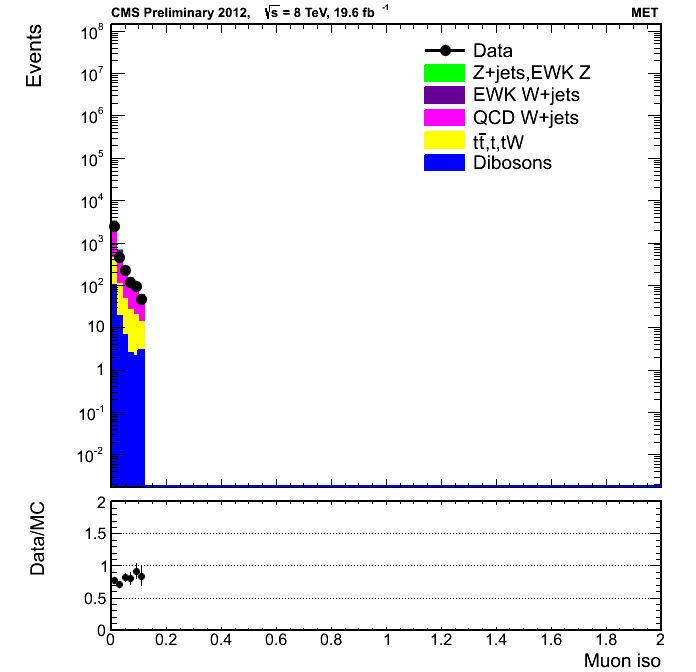 CMS Preliminary 2012, √s = 8 TeV, 19.6 fb⁻¹ MET
Events
10⁸
10⁷
10⁶
10⁵
10⁴
10³
10²
10
1
10⁻¹
10⁻²
Data
Z+jets,EWK Z
EWK W+jets
QCD W+jets
tt̅,t,tW
Dibosons
Data/MC
2
1.5
1
0.5
0
0 0.2 0.4 0.6 0.8 1 1.2 1.4 1.6 1.8 2
Muon iso